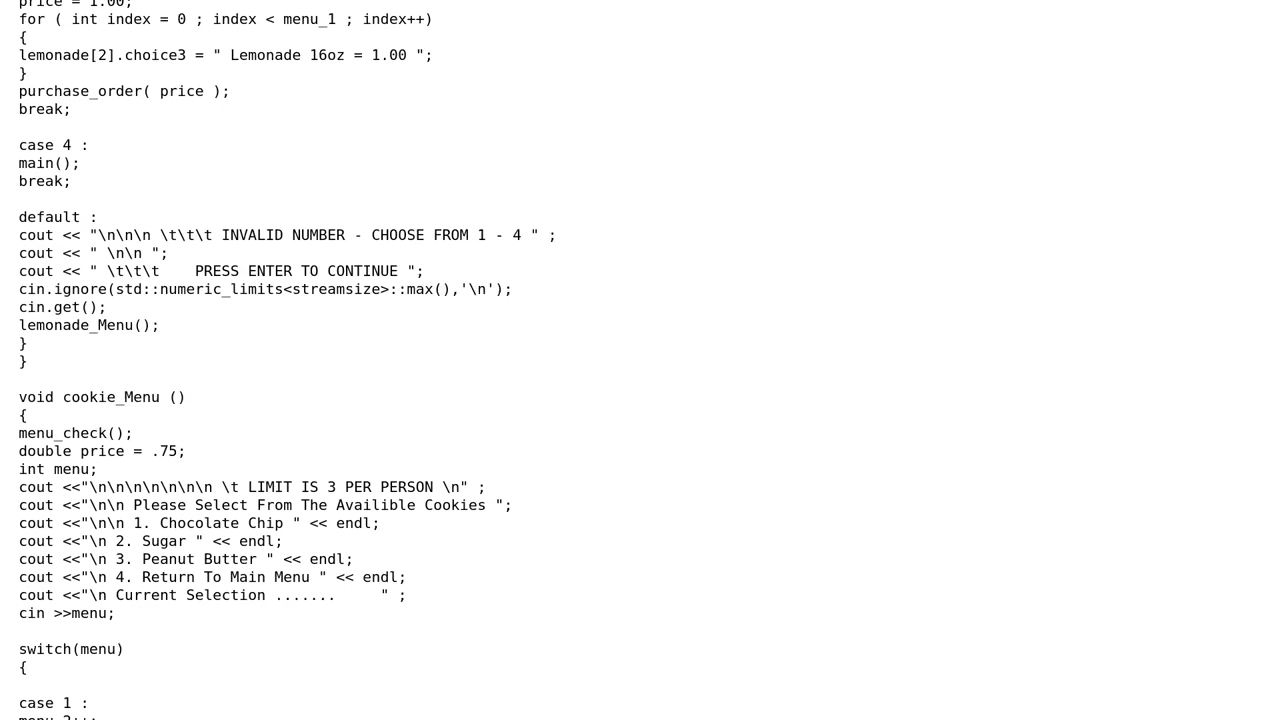 price = 1.00;
for ( int index = 0 ; index < menu_1 ; index++)
{
lemonade[2].choice3 = " Lemonade 16oz = 1.00 ";
}
purchase_order( price );
break;

case 4 :
main();
break;

default :
cout << "\n\n\n \t\t\t INVALID NUMBER - CHOOSE FROM 1 - 4 " ;
cout << " \n\n ";
cout << " \t\t\t    PRESS ENTER TO CONTINUE ";
cin.ignore(std::numeric_limits<streamsize>::max(),'\n');
cin.get();
lemonade_Menu();
}
}

void cookie_Menu ()
{
menu_check();
double price = .75;
int menu;
cout <<"\n\n\n\n\n\n\n \t LIMIT IS 3 PER PERSON \n" ;
cout <<"\n\n Please Select From The Availible Cookies ";
cout <<"\n\n 1. Chocolate Chip " << endl;
cout <<"\n 2. Sugar " << endl;
cout <<"\n 3. Peanut Butter " << endl;
cout <<"\n 4. Return To Main Menu " << endl;
cout <<"\n Current Selection .......     " ;
cin >>menu;

switch(menu)
{

case 1 :
menu_2++;